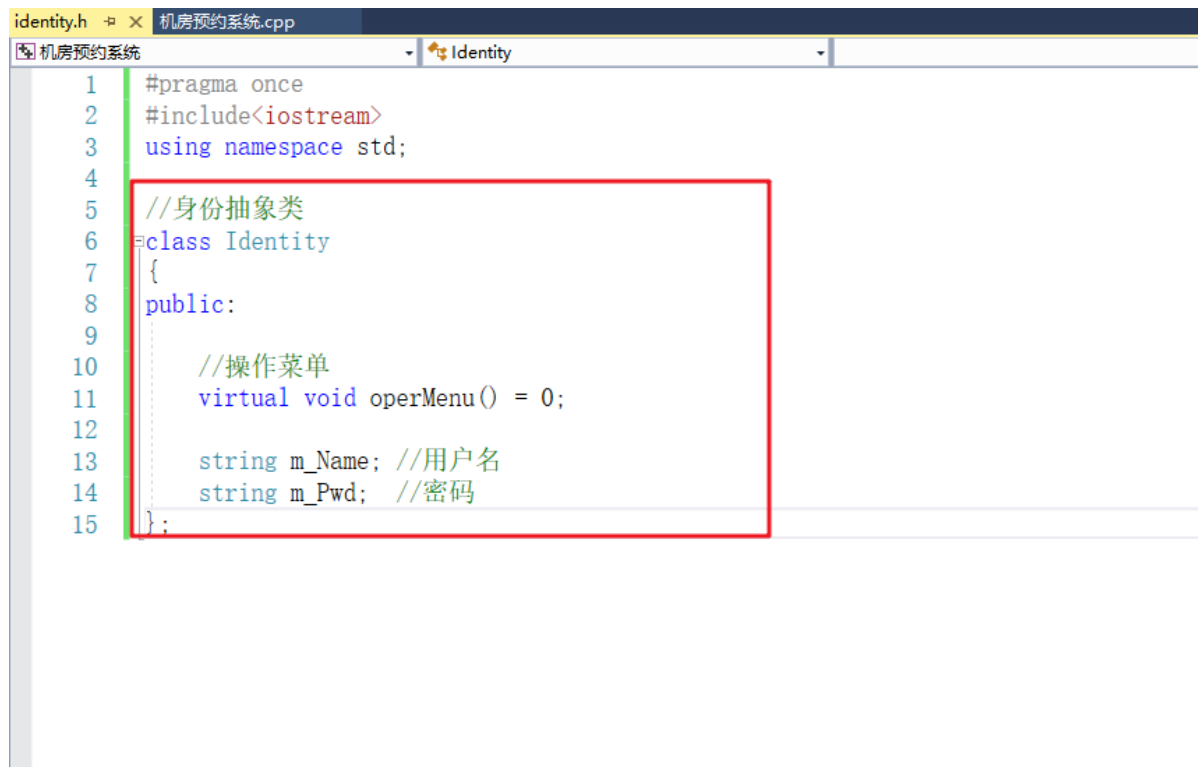 identity.h 机房预约系统.cpp
机房预约系统 Identity
1 #pragma once
2 #include<iostream>
3 using namespace std;
4
5 //身份抽象类
6 class Identity
7 {
8 public:
9
10 //操作菜单
11 virtual void operMenu() = 0;
12
13 string m_Name; //用户名
14 string m_Pwd; //密码
15 };